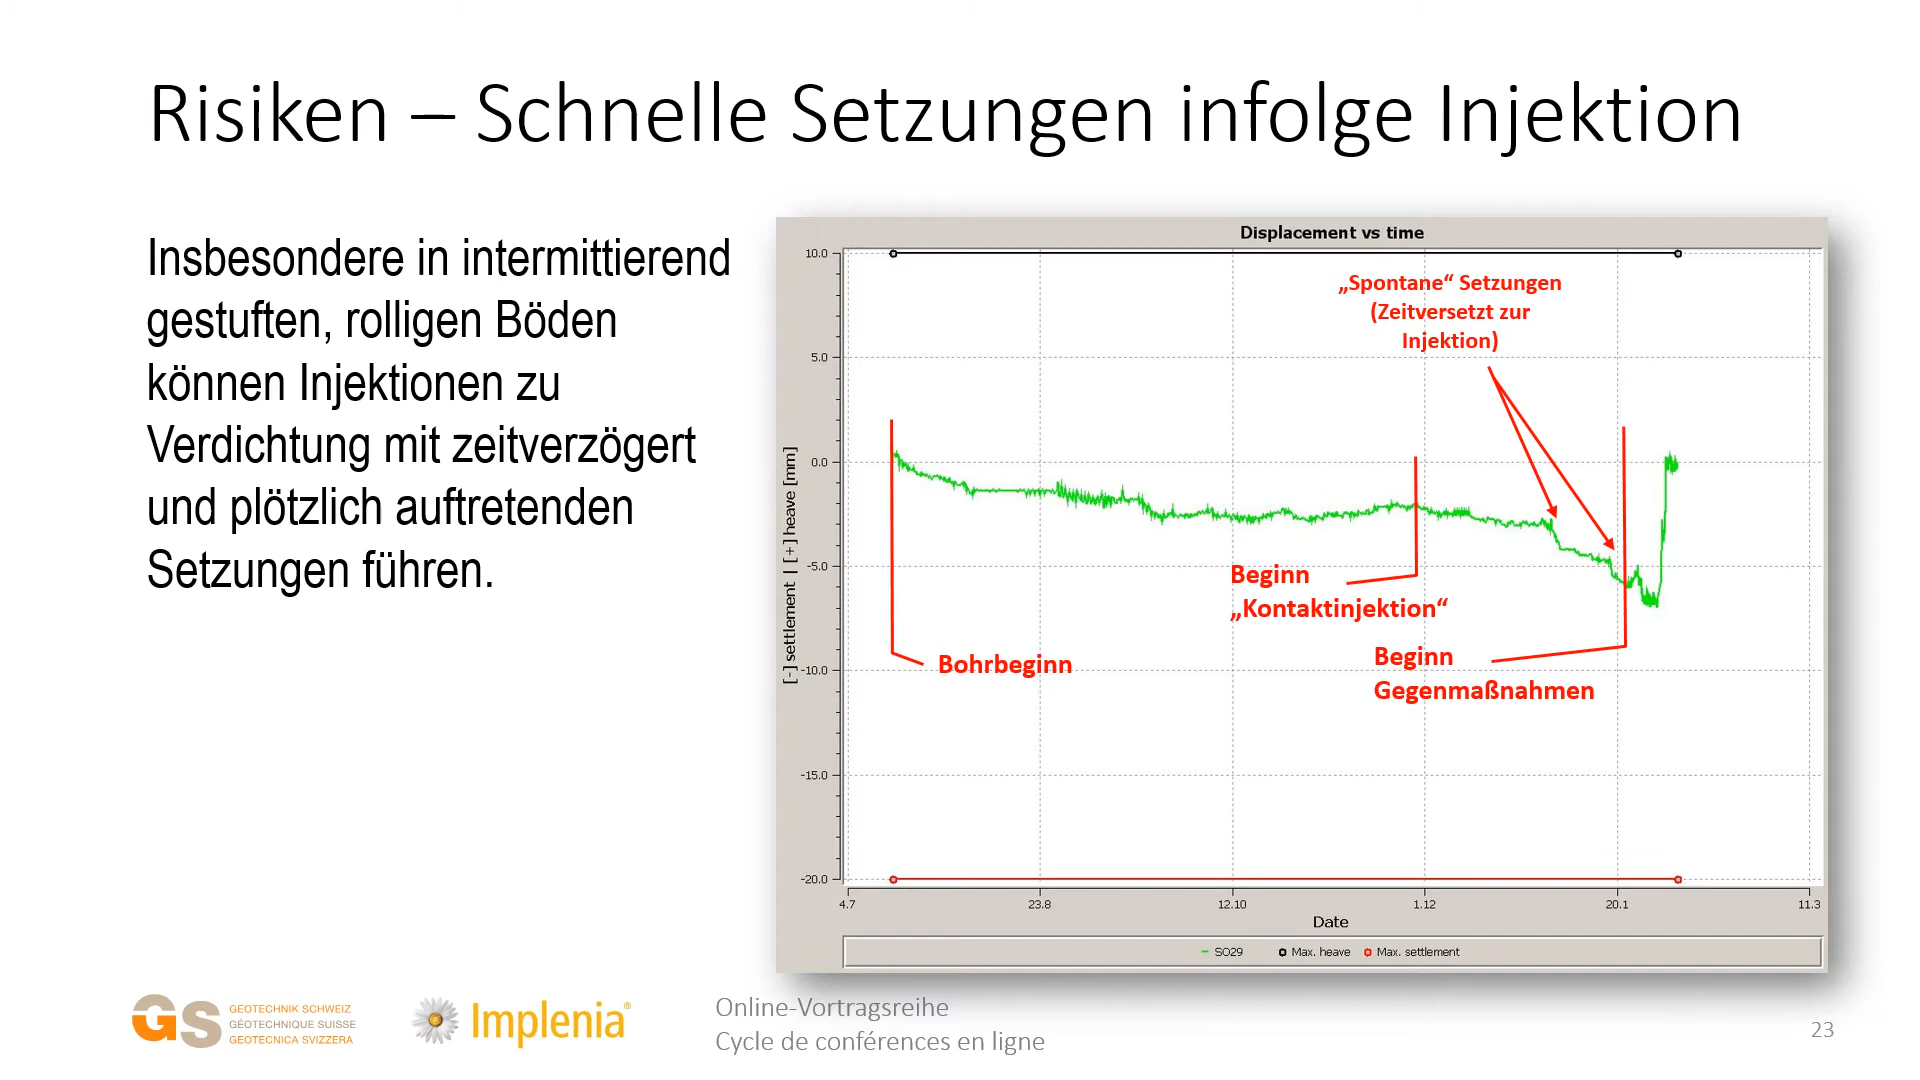 Risiken – Schnelle Setzungen infolge Injektion
Insbesondere in intermittierend
gestuften, rolligen Böden
können Injektionen zu
Verdichtung mit zeitverzögert
und plötzlich auftretenden
Setzungen führen.
Displacement vs time
10.0
5.0
0.0
-5.0
-10.0
-15.0
-20.0
[-] settlement | [+] heave [mm]
„Spontane“ Setzungen
(Zeitversetzt zur
Injektion)
Beginn
„Kontaktinjektion“
Bohrbeginn
Beginn
Gegenmaßnahmen
4.7
23.8
12.10
1.12
20.1
11.3
Date
SO29
Max. heave
Max. settlement
GS
GEOTECHNIK SCHWEIZ
GÉOTECHNIQUE SUISSE
GEOTECNICA SVIZZERA
Implenia®
Online-Vortragsreihe
Cycle de conférences en ligne
23